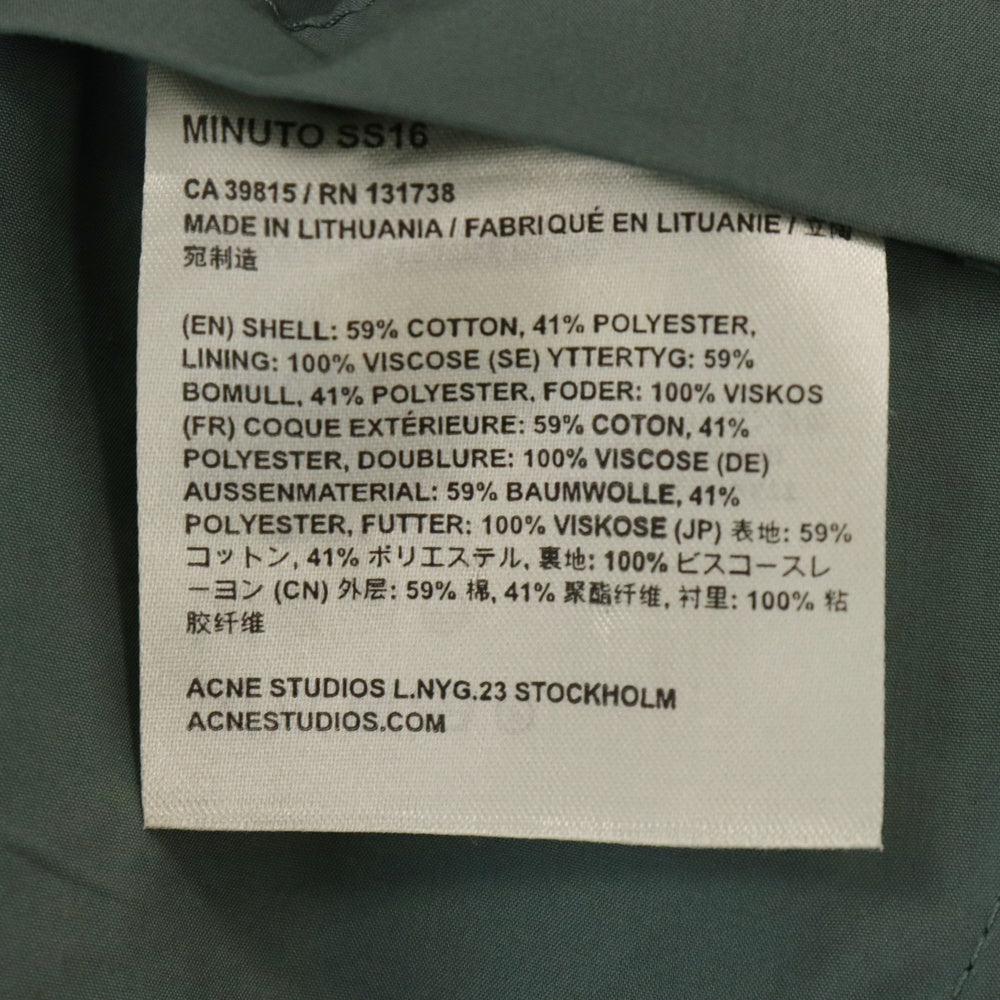 MINUTO SS16
CA 39815 / RN 131738
MADE IN LITHUANIA / FABRIQUÉ EN LITUANIE / 立陶
宛制造
(EN) SHELL: 59% COTTON, 41% POLYESTER,
LINING: 100% VISCOSE (SE) YTTERTYG: 59%
BOMULL, 41% POLYESTER, FODER: 100% VISKOS
(FR) COQUE EXTÉRIEURE: 59% COTON, 41%
POLYESTER, DOUBLURE: 100% VISCOSE (DE)
AUSSENMATERIAL: 59% BAUMWOLLE, 41%
POLYESTER, FUTTER: 100% VISKOSE (JP) 表地: 59%
コットン, 41% ポリエステル, 裏地: 100% ビスコースレ
ーヨン (CN) 外层: 59% 棉, 41% 聚酯纤维, 衬里: 100% 粘
胶纤维
ACNE STUDIOS L.NYG.23 STOCKHOLM
ACNESTUDIOS.COM